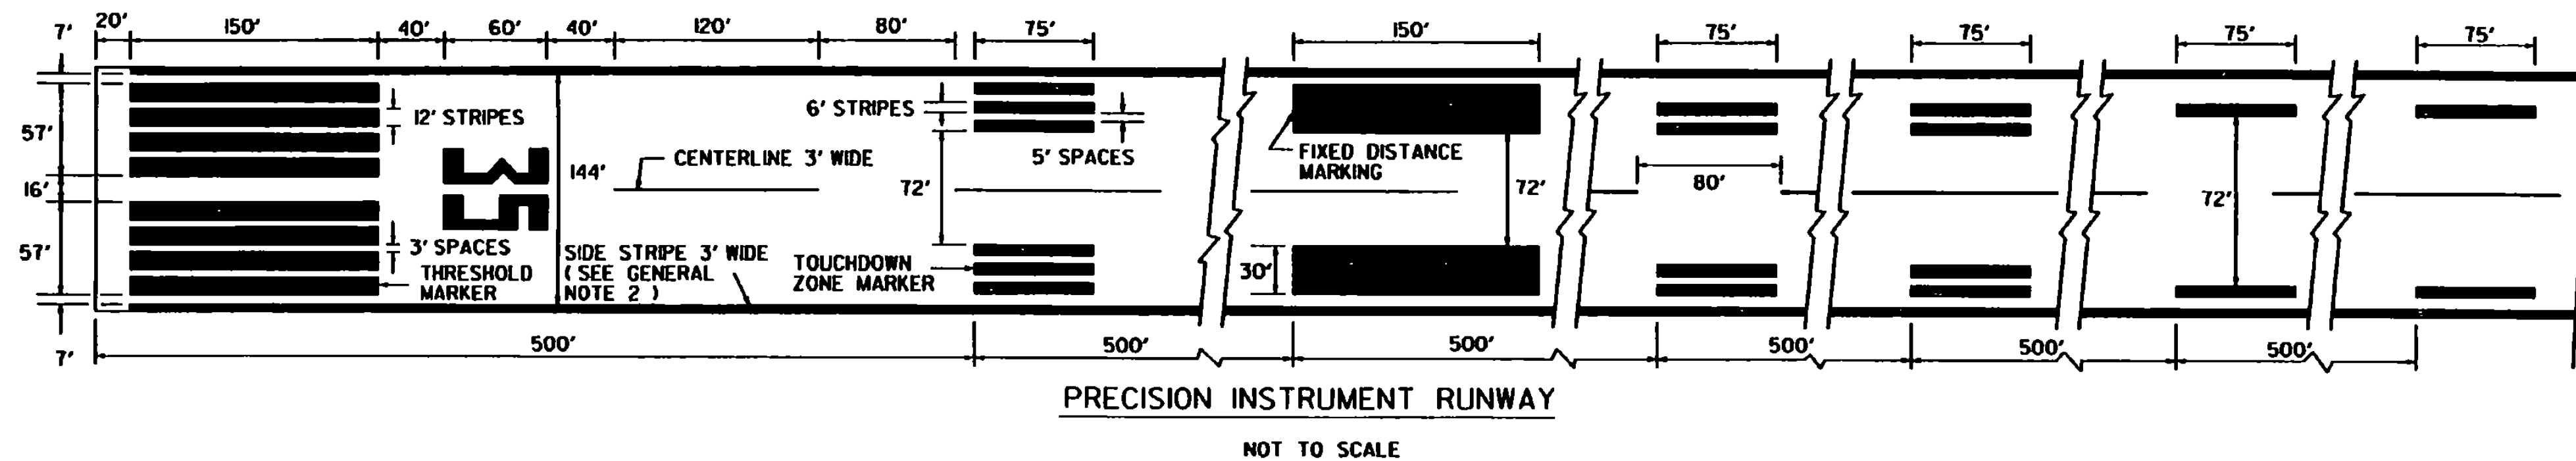 7' 20' 150' 40' 60' 40' 120' 80' 75' 150' 75' 75' 75' 75'
57'
16'
57'
7'
12' STRIPES
3' SPACES
THRESHOLD
MARKER
144'
CENTERLINE 3' WIDE
SIDE STRIPE 3' WIDE
( SEE GENERAL
NOTE 2 )
6' STRIPES
5' SPACES
72'
TOUCHDOWN
ZONE MARKER
FIXED DISTANCE
MARKING
72'
30'
80'
72'
500' 500' 500' 500' 500' 500'
PRECISION INSTRUMENT RUNWAY
NOT TO SCALE